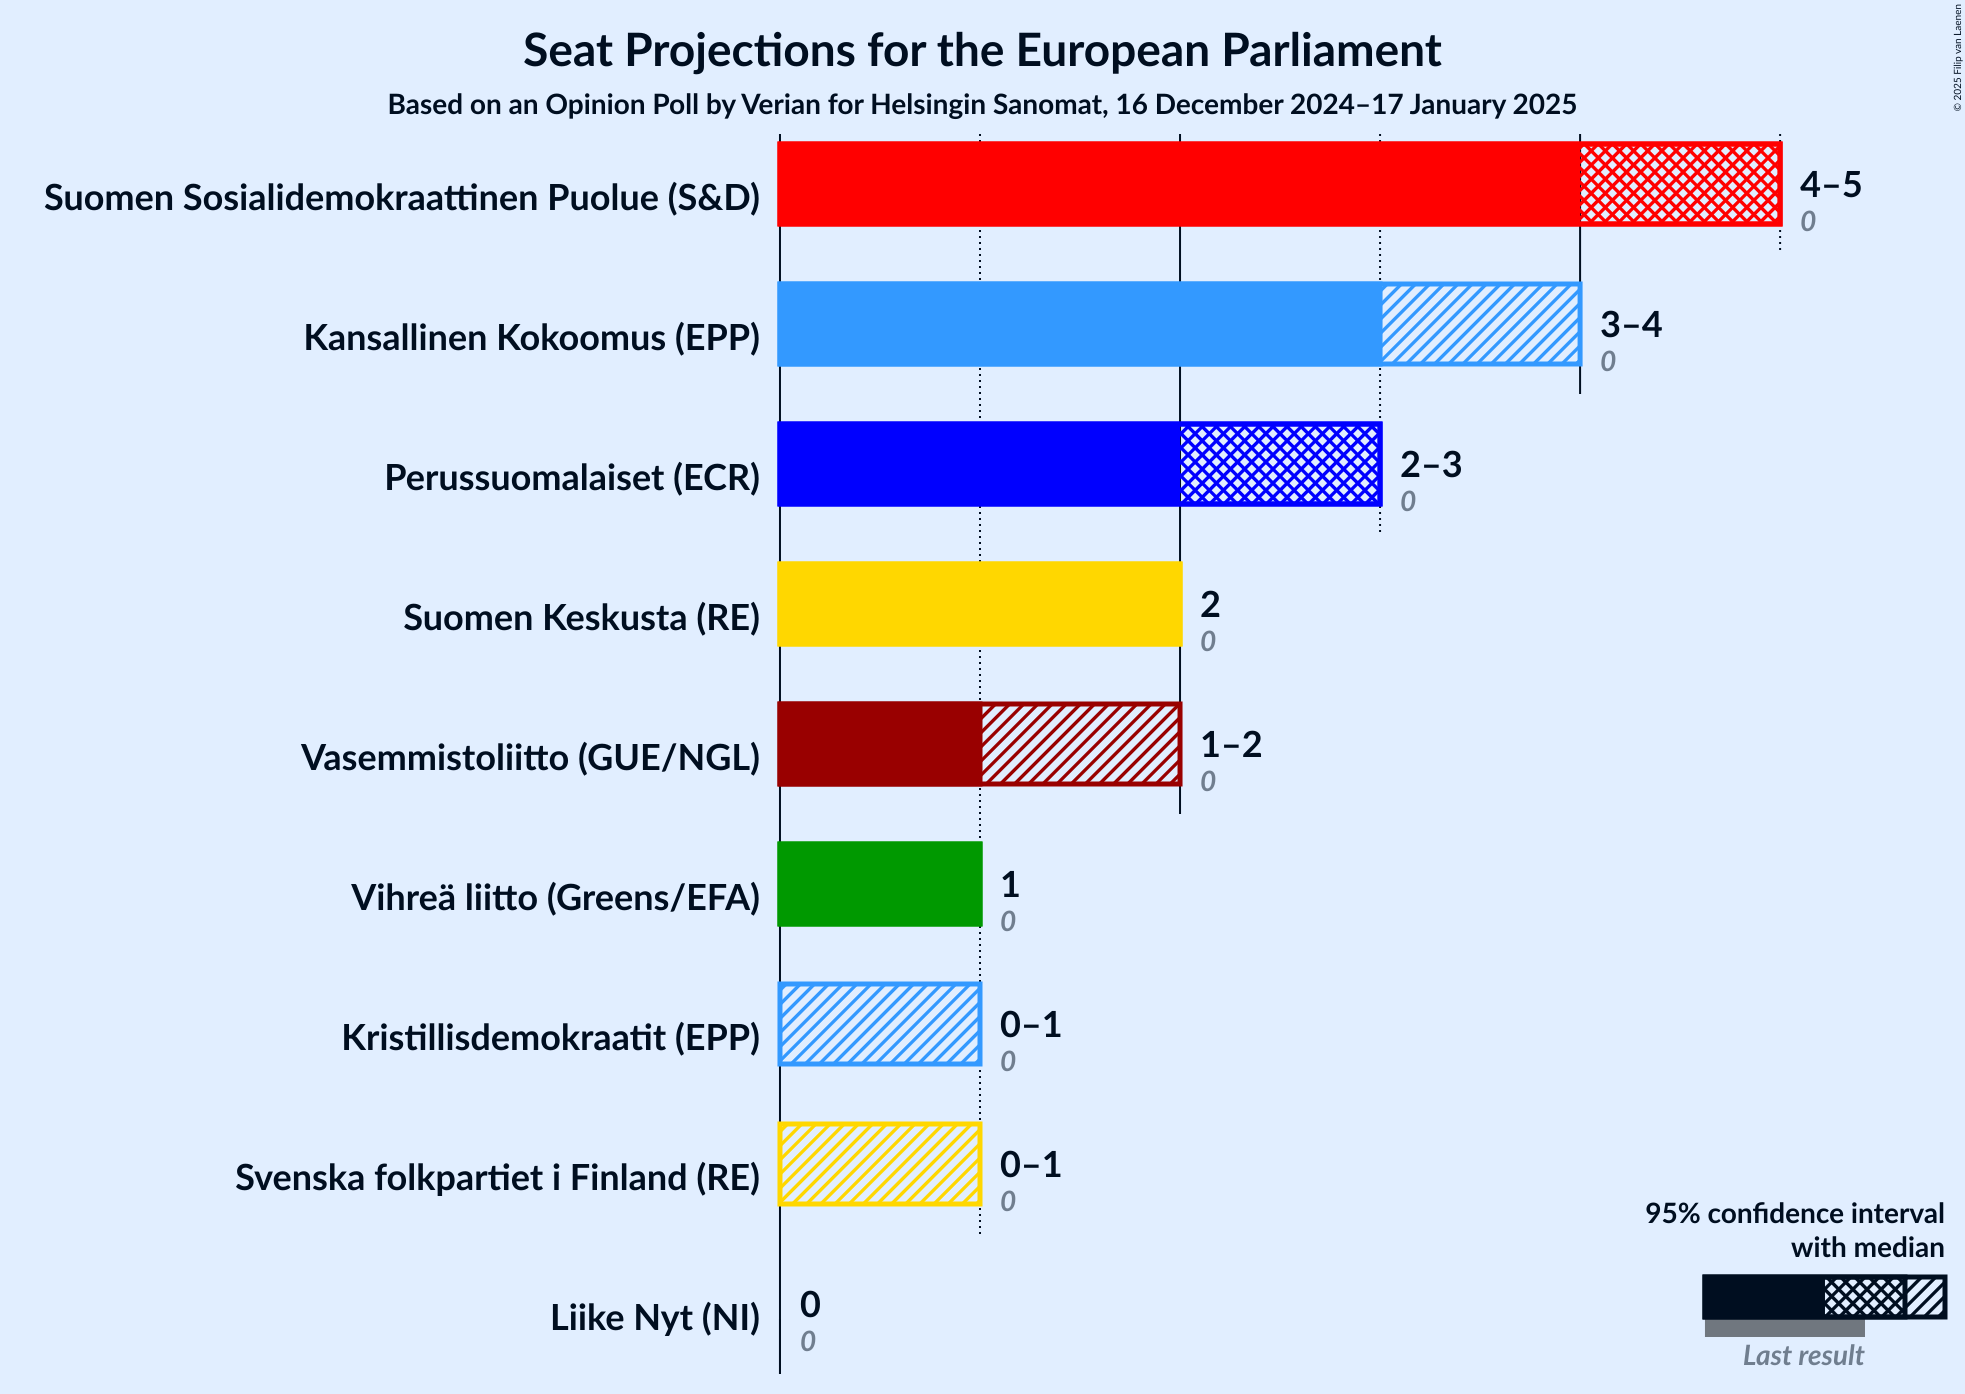 Seat Projections for the European Parliament
Based on an Opinion Poll by Verian for Helsingin Sanomat, 16 December 2024–17 January 2025
© 2025 Filip van Laenen
Suomen Sosialidemokraattinen Puolue (S&D)
4–5
0
Kansallinen Kokoomus (EPP)
3–4
0
Perussuomalaiset (ECR)
2–3
0
Suomen Keskusta (RE)
2
0
Vasemmistoliitto (GUE/NGL)
1–2
0
Vihreä liitto (Greens/EFA)
1
0
Kristillisdemokraatit (EPP)
0–1
0
Svenska folkpartiet i Finland (RE)
0–1
0
Liike Nyt (NI)
0
0
95% confidence interval
with median
Last result